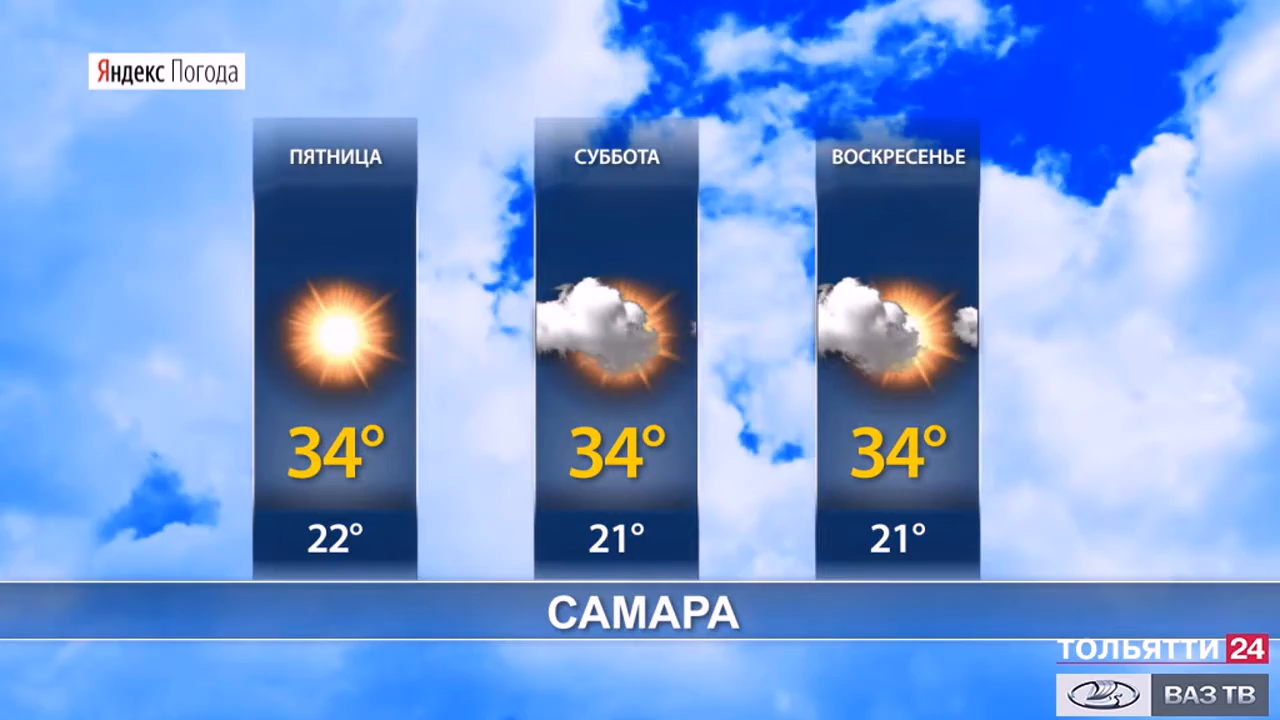 Яндекс Погода
ПЯТНИЦА
34°
22°
СУББОТА
34°
21°
ВОСКРЕСЕНЬЕ
34°
21°
САМАРА
ТОЛЬЯТТИ 24
ВАЗ ТВ